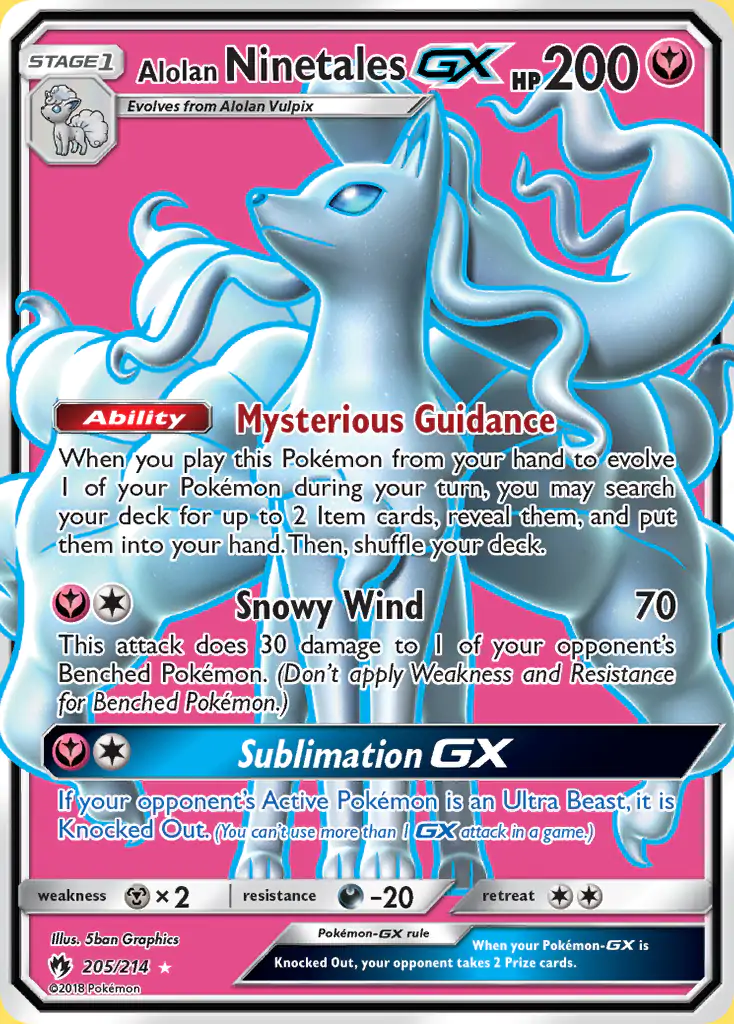 STAGE 1
Alolan Ninetales GX HP 200
Evolves from Alolan Vulpix
Ability Mysterious Guidance
When you play this Pokémon from your hand to evolve
1 of your Pokémon during your turn, you may search
your deck for up to 2 Item cards, reveal them, and put
them into your hand. Then, shuffle your deck.
Snowy Wind 70
This attack does 30 damage to 1 of your opponent's
Benched Pokémon. (Don't apply Weakness and Resistance
for Benched Pokémon.)
Sublimation GX
If your opponent's Active Pokémon is an Ultra Beast, it is
Knocked Out. (You can't use more than 1 GX attack in a game.)
weakness ×2 resistance -20 retreat
Illus. 5ban Graphics
205/214
©2018 Pokémon
Pokémon-GX rule
When your Pokémon-GX is
Knocked Out, your opponent takes 2 Prize cards.